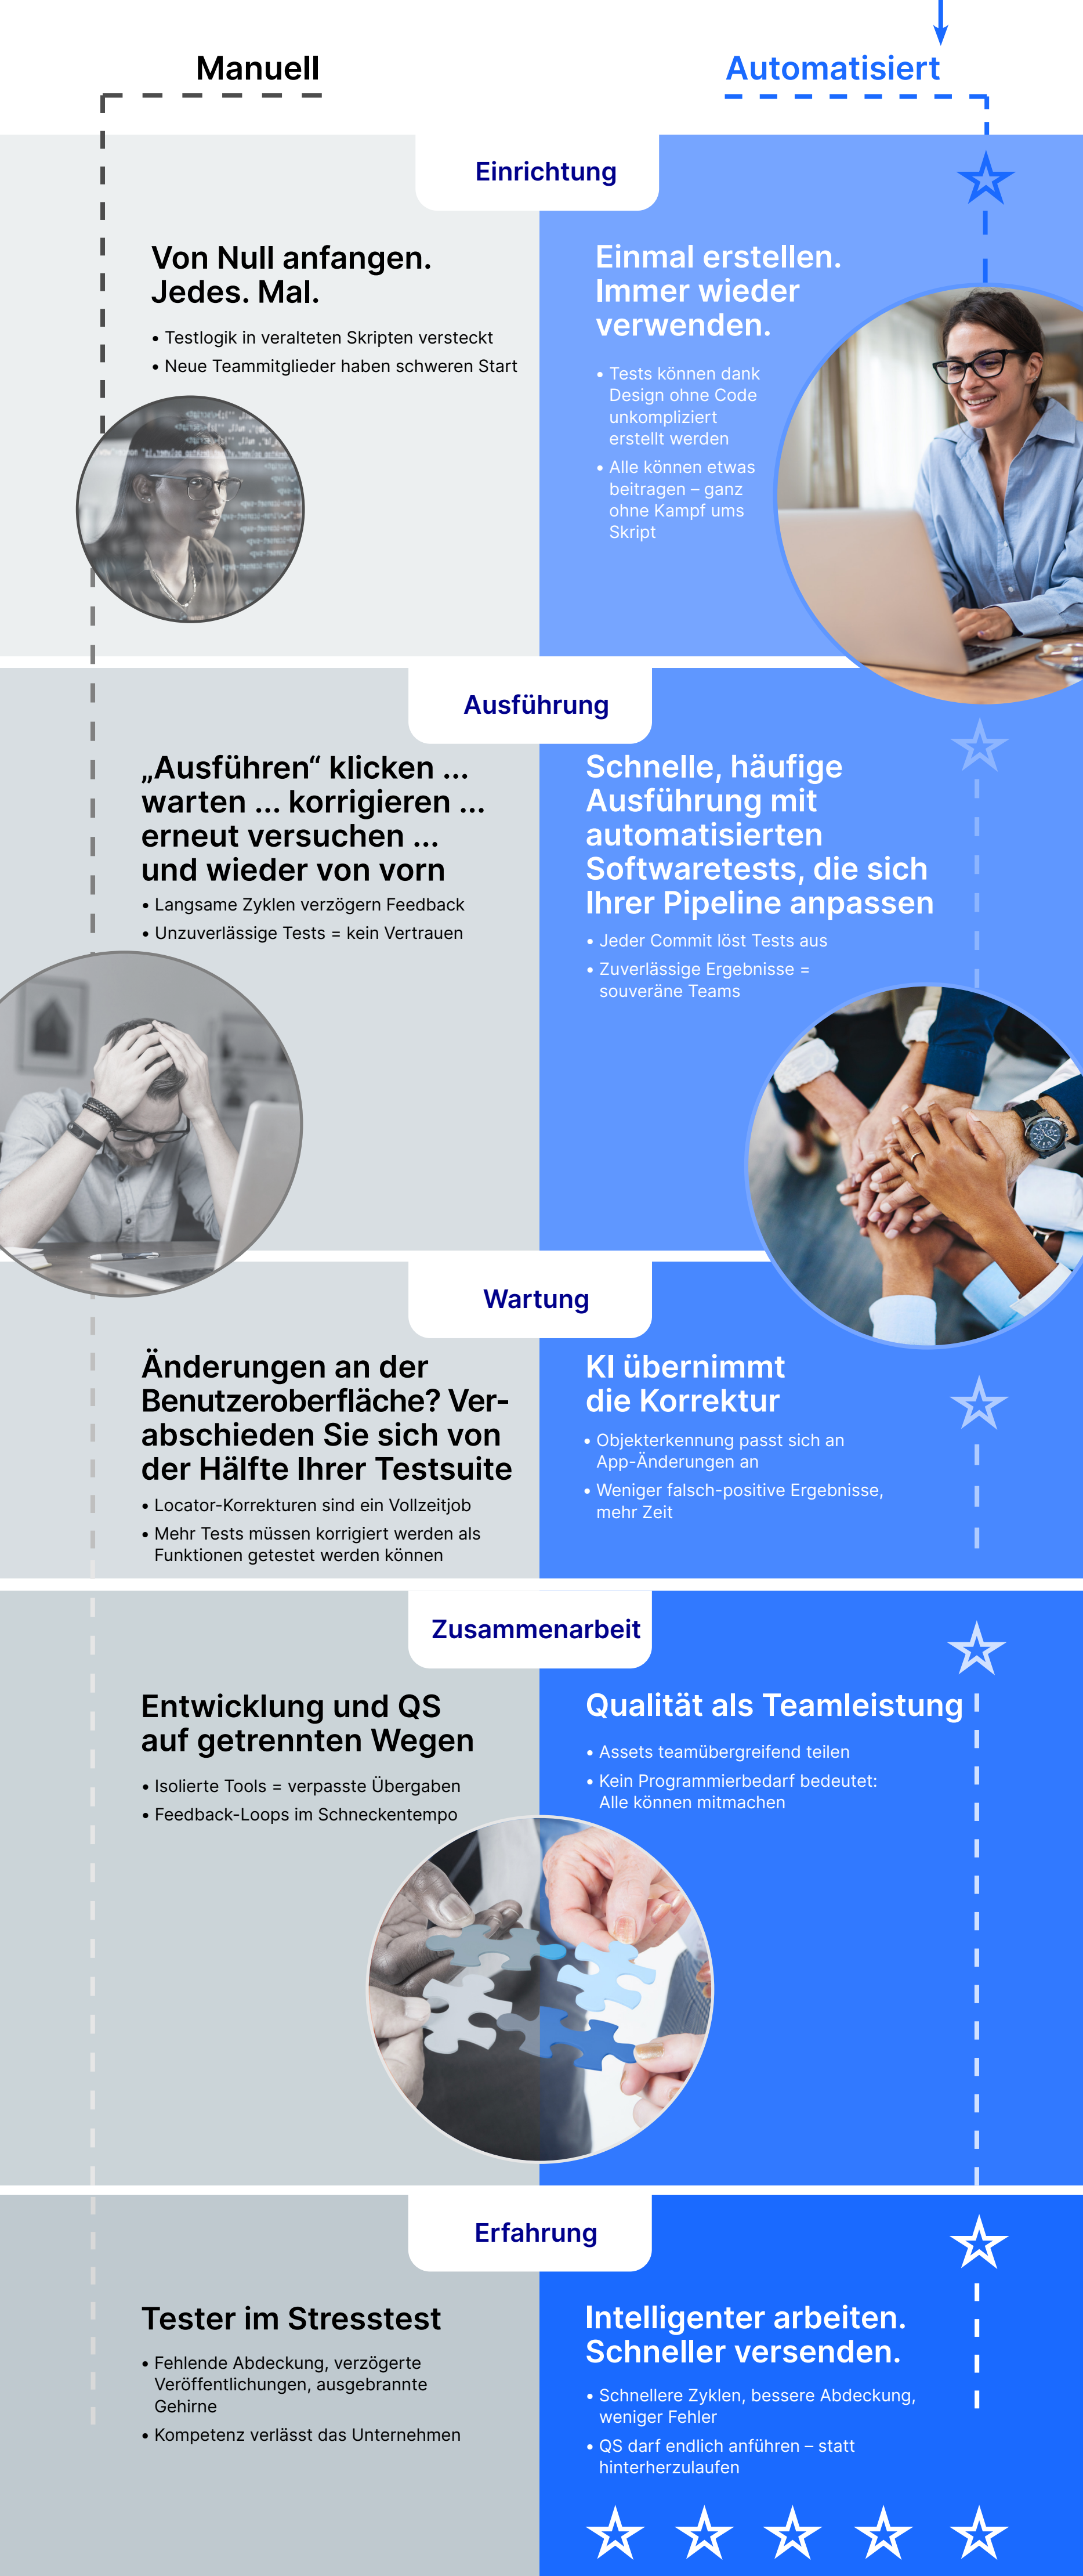 Manuell
Automatisiert
Einrichtung
Von Null anfangen.
Jedes. Mal.
• Testlogik in veralteten Skripten versteckt
• Neue Teammitglieder haben schweren Start
Einmal erstellen.
Immer wieder
verwenden.
• Tests können dank
Design ohne Code
unkompliziert
erstellt werden
• Alle können etwas
beitragen – ganz
ohne Kampf ums
Skript
Ausführung
„Ausführen“ klicken ...
warten ... korrigieren ...
erneut versuchen ...
und wieder von vorn
• Langsame Zyklen verzögern Feedback
• Unzuverlässige Tests = kein Vertrauen
Schnelle, häufige
Ausführung mit
automatisierten
Softwaretests, die sich
Ihrer Pipeline anpassen
• Jeder Commit löst Tests aus
• Zuverlässige Ergebnisse =
souveräne Teams
Wartung
Änderungen an der
Benutzeroberfläche? Ver-
abschieden Sie sich von
der Hälfte Ihrer Testsuite
• Locator-Korrekturen sind ein Vollzeitjob
• Mehr Tests müssen korrigiert werden als
Funktionen getestet werden können
KI übernimmt
die Korrektur
• Objekterkennung passt sich an
App-Änderungen an
• Weniger falsch-positive Ergebnisse,
mehr Zeit
Zusammenarbeit
Entwicklung und QS
auf getrennten Wegen
• Isolierte Tools = verpasste Übergaben
• Feedback-Loops im Schneckentempo
Qualität als Teamleistung
• Assets teamübergreifend teilen
• Kein Programmierbedarf bedeutet:
Alle können mitmachen
Erfahrung
Tester im Stresstest
• Fehlende Abdeckung, verzögerte
Veröffentlichungen, ausgebrannte
Gehirne
• Kompetenz verlässt das Unternehmen
Intelligenter arbeiten.
Schneller versenden.
• Schnellere Zyklen, bessere Abdeckung,
weniger Fehler
• QS darf endlich anführen – statt
hinterherzulaufen